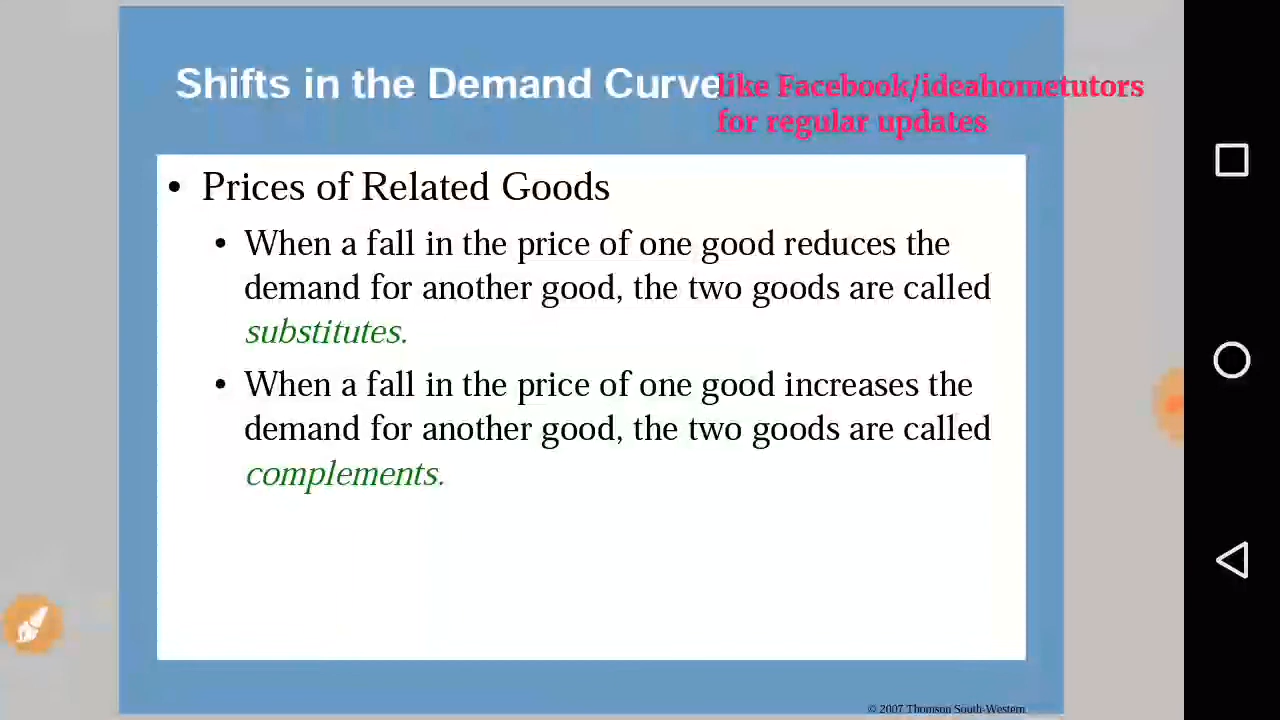 Shifts in the Demand Curve
like Facebook/ideahometutors
for regular updates
• Prices of Related Goods
• When a fall in the price of one good reduces the
demand for another good, the two goods are called
substitutes.
• When a fall in the price of one good increases the
demand for another good, the two goods are called
complements.
© 2007 Thomson South-Western